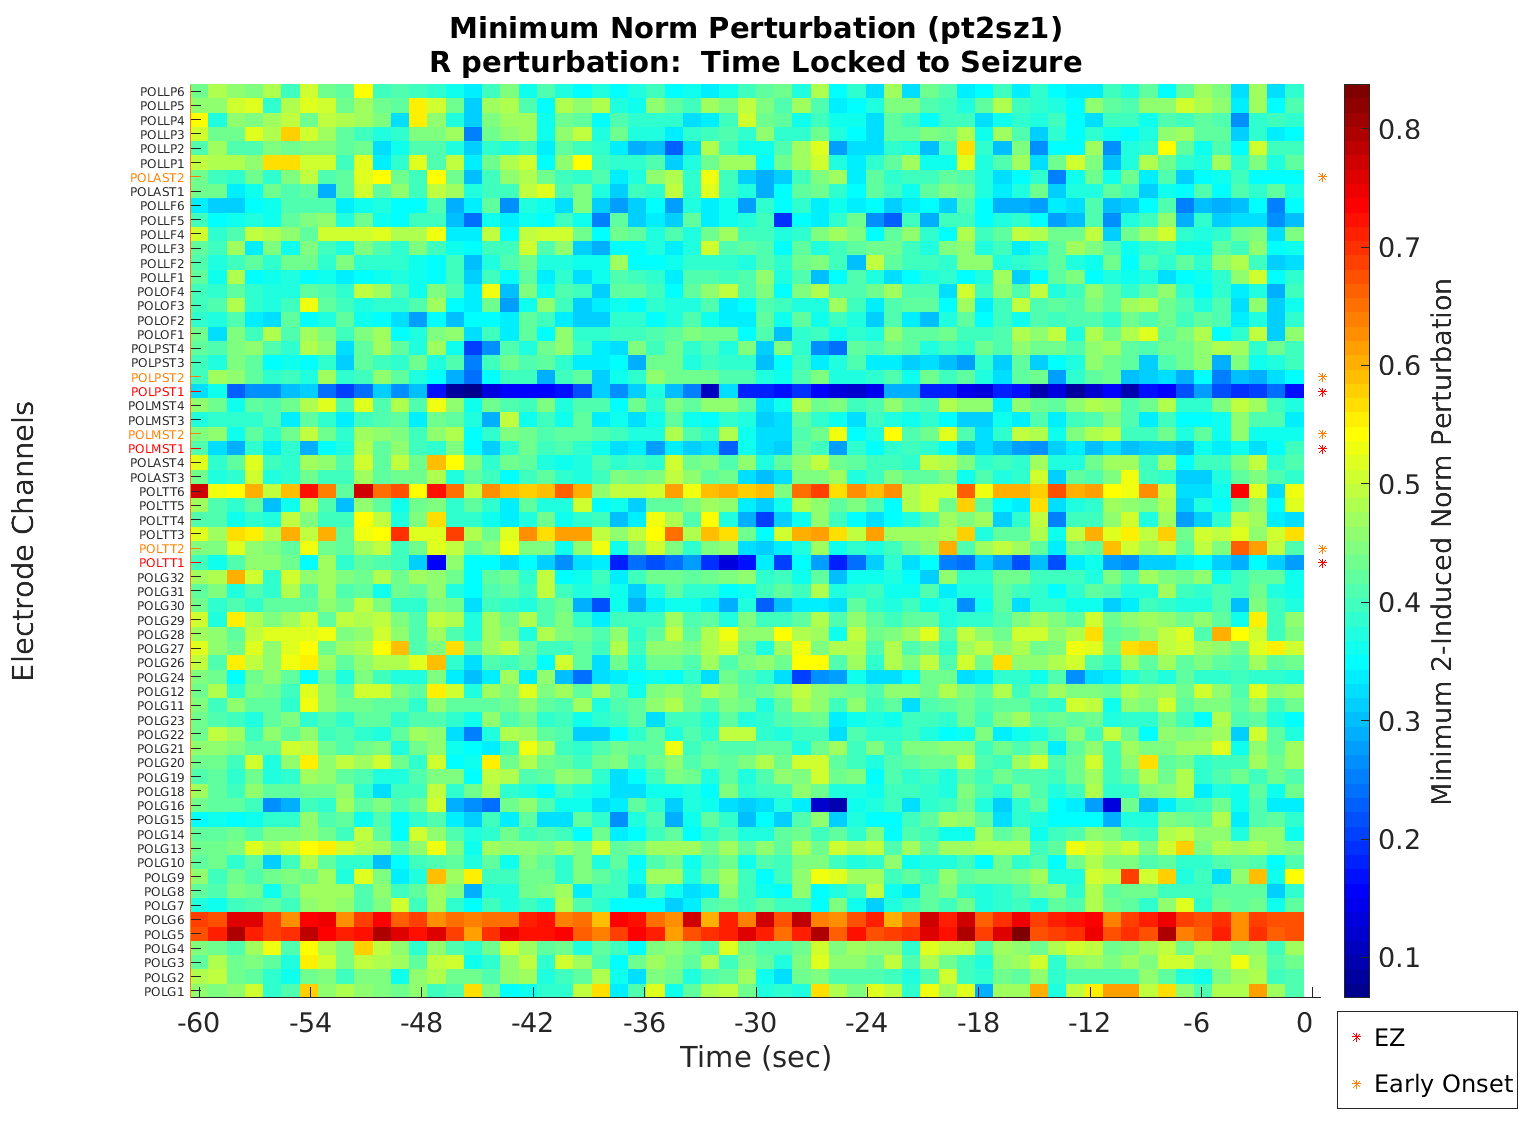 Minimum Norm Perturbation (pt2sz1)
R perturbation:  Time Locked to Seizure
Electrode Channels
POLLP6
POLLP5
POLLP4
POLLP3
POLLP2
POLLP1
POLAST2
POLAST1
POLLF6
POLLF5
POLLF4
POLLF3
POLLF2
POLLF1
POLOF4
POLOF3
POLOF2
POLOF1
POLPST4
POLPST3
POLPST2
POLPST1
POLMST4
POLMST3
POLMST2
POLMST1
POLAST4
POLAST3
POLTT6
POLTT5
POLTT4
POLTT3
POLTT2
POLTT1
POLG32
POLG31
POLG30
POLG29
POLG28
POLG27
POLG26
POLG24
POLG12
POLG11
POLG23
POLG22
POLG21
POLG20
POLG19
POLG18
POLG16
POLG15
POLG14
POLG13
POLG10
POLG9
POLG8
POLG7
POLG6
POLG5
POLG4
POLG3
POLG2
POLG1
-60 -54 -48 -42 -36 -30 -24 -18 -12 -6 0
Time (sec)
0.8
0.7
0.6
0.5
0.4
0.3
0.2
0.1
Minimum 2-Induced Norm Perturbation
EZ
Early Onset